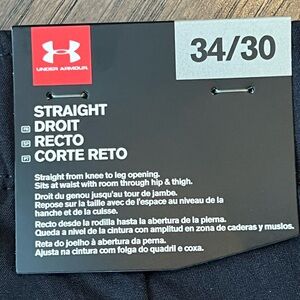 UNDER ARMOUR
34/30
STRAIGHT
FR DROIT
SP RECTO
PT CORTE RETO
Straight from knee to leg opening.
Sits at waist with room through hip & thigh.
Droit du genou jusqu'au tour de jambe.
Repose sur la taille avec de l'espace au niveau de la
hanche et de la cuisse.
Recto desde la rodilla hasta la abertura de la pierna.
Queda a nivel de la cintura con amplitud en zona de caderas y muslos.
Reta do joelho à abertura da perna.
Ajusta na cintura com folga do quadril e coxa.